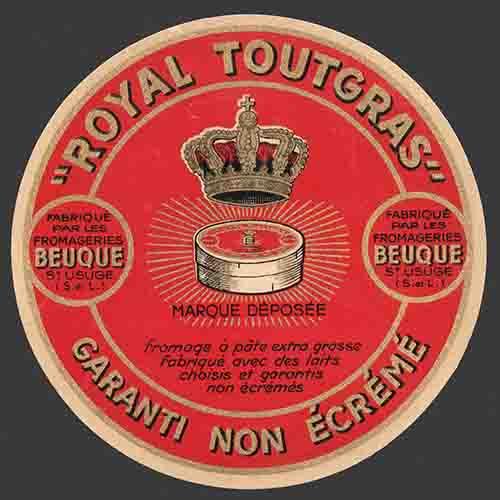 "ROYAL TOUTGRAS"
FABRIQUÉ
PAR LES
FROMAGERIES
BEUQUE
ST USUGE
(S. et L.)
MARQUE DÉPOSÉE
fromage à pâte extra grasse
Fabriqué avec des laits
choisis et garantis
non écrémés
FABRIQUÉ
PAR LES
FROMAGERIES
BEUQUE
ST USUGE
(S. et L.)
GARANTI NON ÉCRÉMÉ